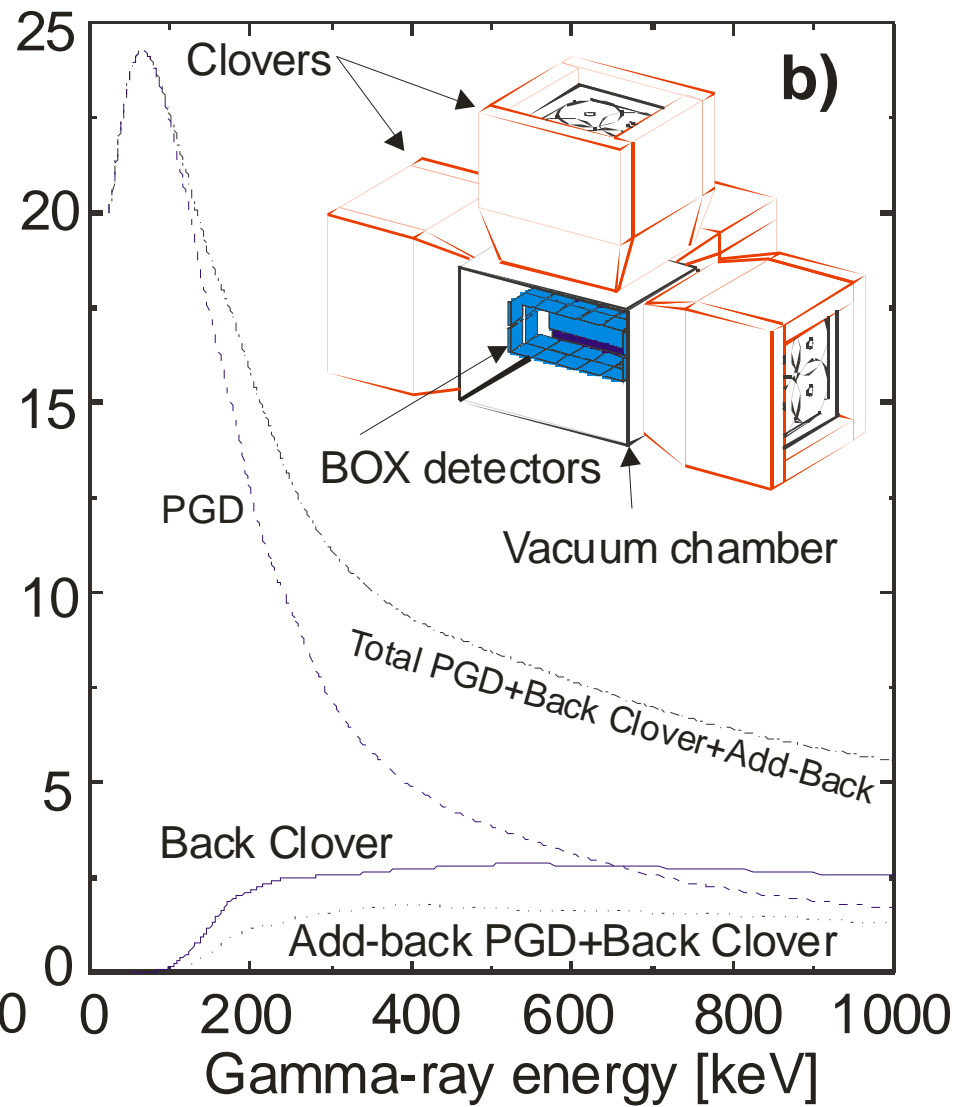 25
Clovers
b)
20
15
BOX detectors
PGD
Vacuum chamber
10
Total PGD+Back Clover+Add-Back
5
Back Clover
Add-back PGD+Back Clover
0
0 0 200 400 600 800 1000
Gamma-ray energy [keV]